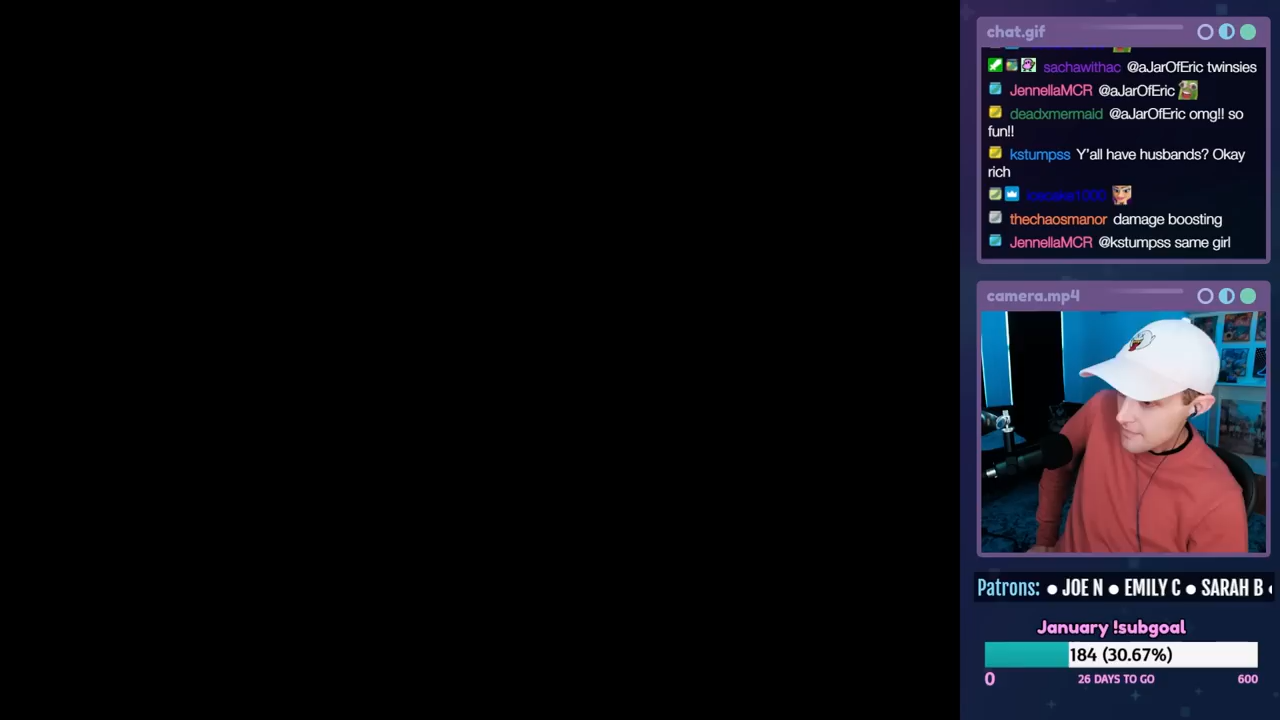 chat.gif
sachawithac @aJarOfEric twinsies
JennellaMCR @aJarOfEric
deadxmermaid @aJarOfEric omg!! so
fun!!
kstumpss Y'all have husbands? Okay
rich
thechaosmanor damage boosting
JennellaMCR @kstumpss same girl
camera.mp4
Patrons: ● JOE N ● EMILY C ● SARAH B
January !subgoal
184 (30.67%)
0 26 DAYS TO GO 600